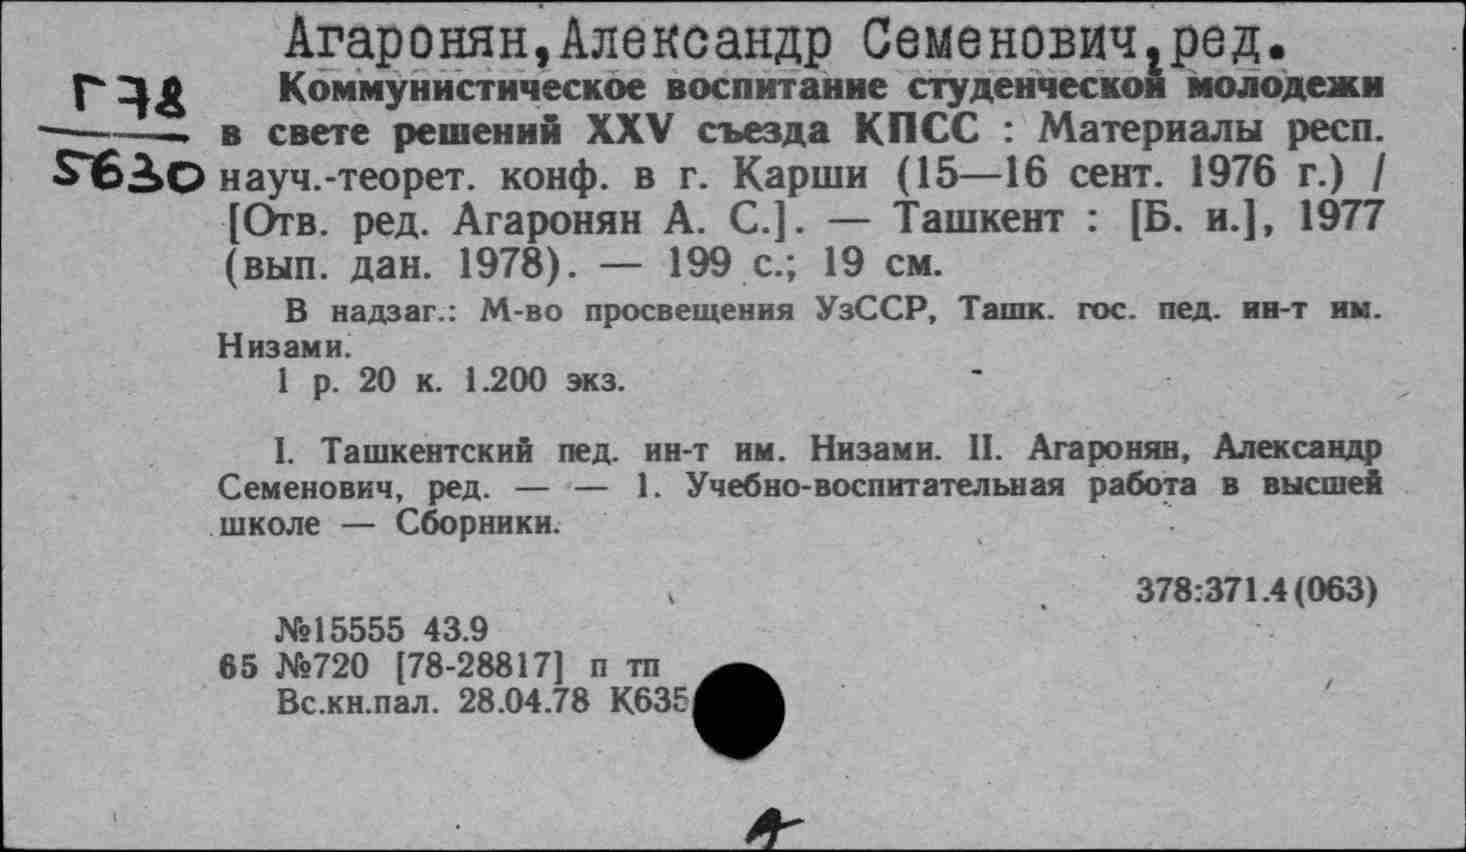 Агаронян,Александр Семенович,ред.
Г78
5630
Коммунистическое воспитание студенческой молодежи
в свете решений XXV съезда КПСС : Материалы респ.
науч.-теорет. конф. в г. Карши (15—16 сент. 1976 г.) /
[Отв. ред. Агаронян А. С.]. — Ташкент : [Б. и.], 1977
(вып. дан. 1978). — 199 с.; 19 см.
В надзаг.: М-во просвещения УзССР, Ташк. гос. пед. ин-т им.
Низами.
1 р. 20 к. 1.200 экз.
I. Ташкентский пед. ин-т им. Низами. II. Агаронян, Александр
Семенович, ред. — — 1. Учебно-воспитательная работа в высшей
школе — Сборники.
378:371.4(063)
№15555 43.9
65 №720 [78-28817] п тп
Вс.кн.пал. 28.04.78 К635